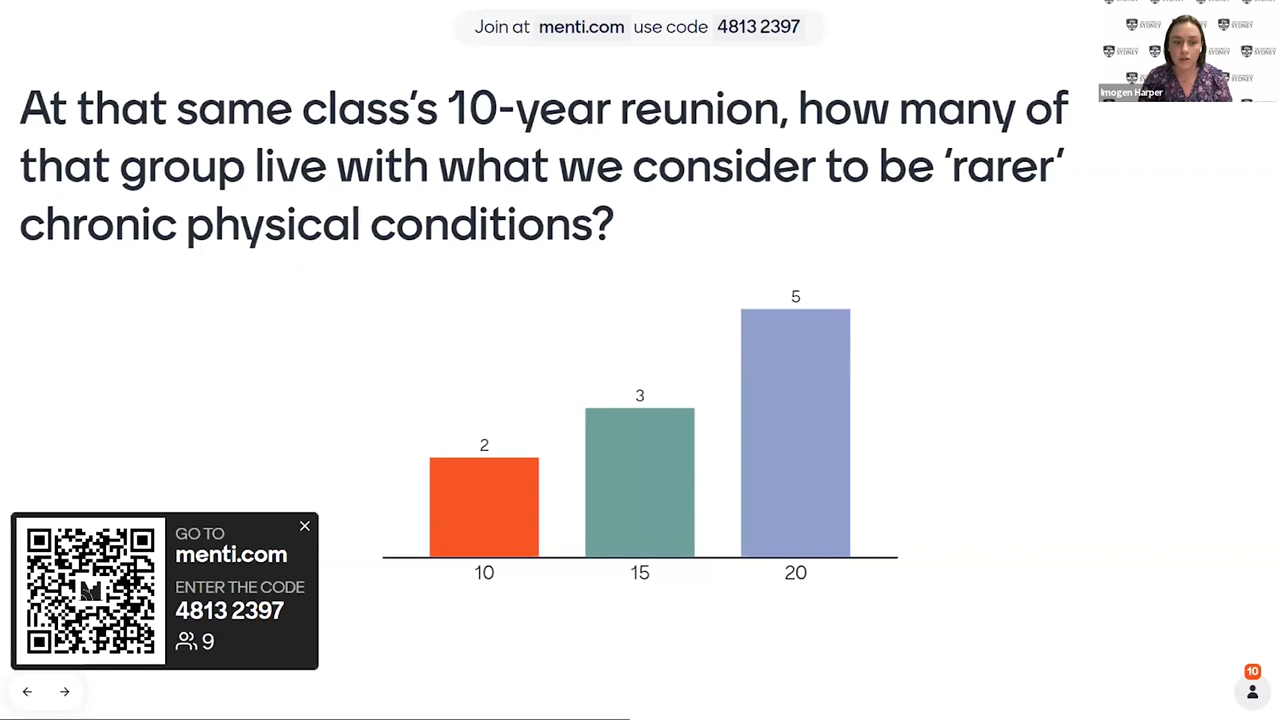 Join at menti.com use code 4813 2397
SYDNEY
Imogen Harper
At that same class’s 10-year reunion, how many of
that group live with what we consider to be ‘rarer’
chronic physical conditions?
5
3
2
10
15
20
GO TO
menti.com
ENTER THE CODE
4813 2397
9
10